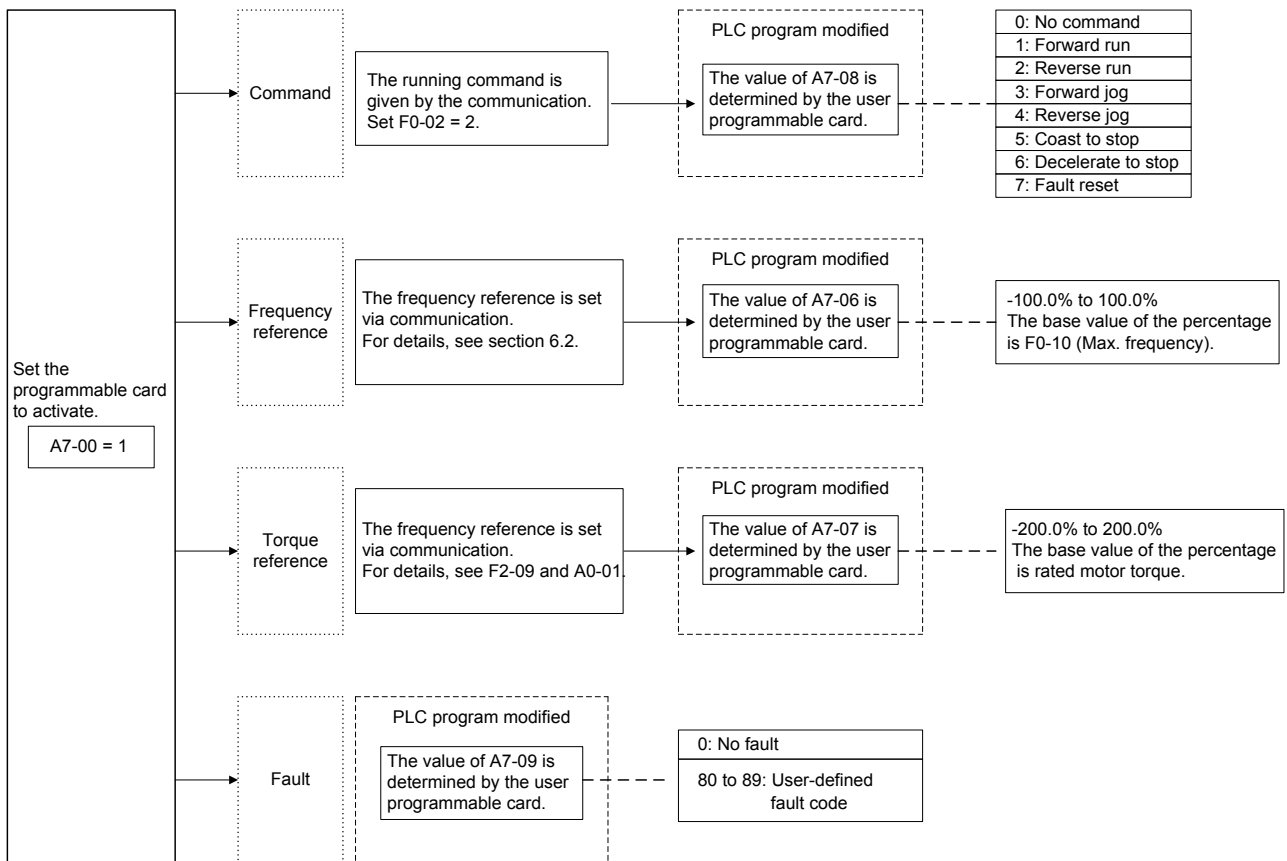 Set the
programmable card
to activate.
A7-00 = 1
Command
The running command is
given by the communication.
Set F0-02 = 2.
PLC program modified
The value of A7-08 is
determined by the user
programmable card.
0: No command
1: Forward run
2: Reverse run
3: Forward jog
4: Reverse jog
5: Coast to stop
6: Decelerate to stop
7: Fault reset
Frequency
reference
The frequency reference is set
via communication.
For details, see section 6.2.
PLC program modified
The value of A7-06 is
determined by the user
programmable card.
-100.0% to 100.0%
The base value of the percentage
is F0-10 (Max. frequency).
Torque
reference
The frequency reference is set
via communication.
For details, see F2-09 and A0-01.
PLC program modified
The value of A7-07 is
determined by the user
programmable card.
-200.0% to 200.0%
The base value of the percentage
is rated motor torque.
Fault
PLC program modified
The value of A7-09 is
determined by the user
programmable card.
0: No fault
80 to 89: User-defined
fault code